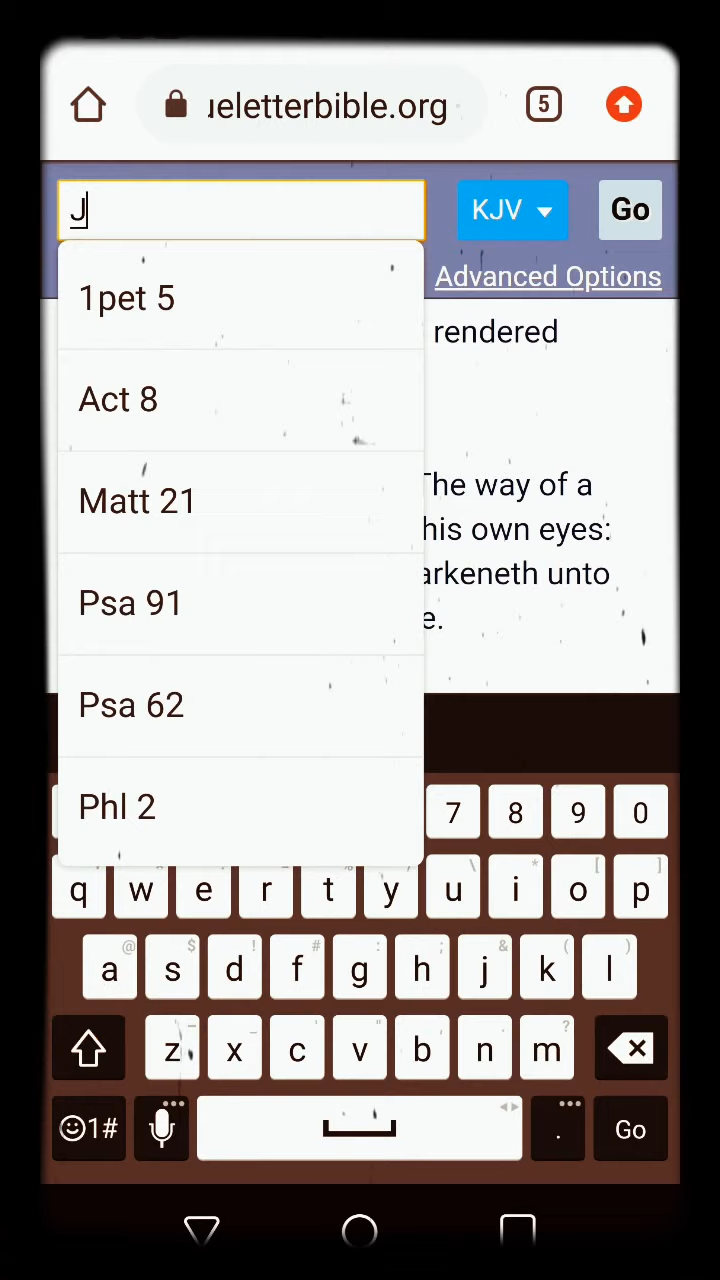 ueletterbible.org 5
J KJV Go
Advanced Options
1pet 5
rendered
Act 8
Matt 21
The way of a
his own eyes:
Psa 91
arkeneth unto
e.
Psa 62
Phl 2
7 8 9 0
q w e r t y u i o p
a s d f g h j k l
z x c v b n m
1# . Go